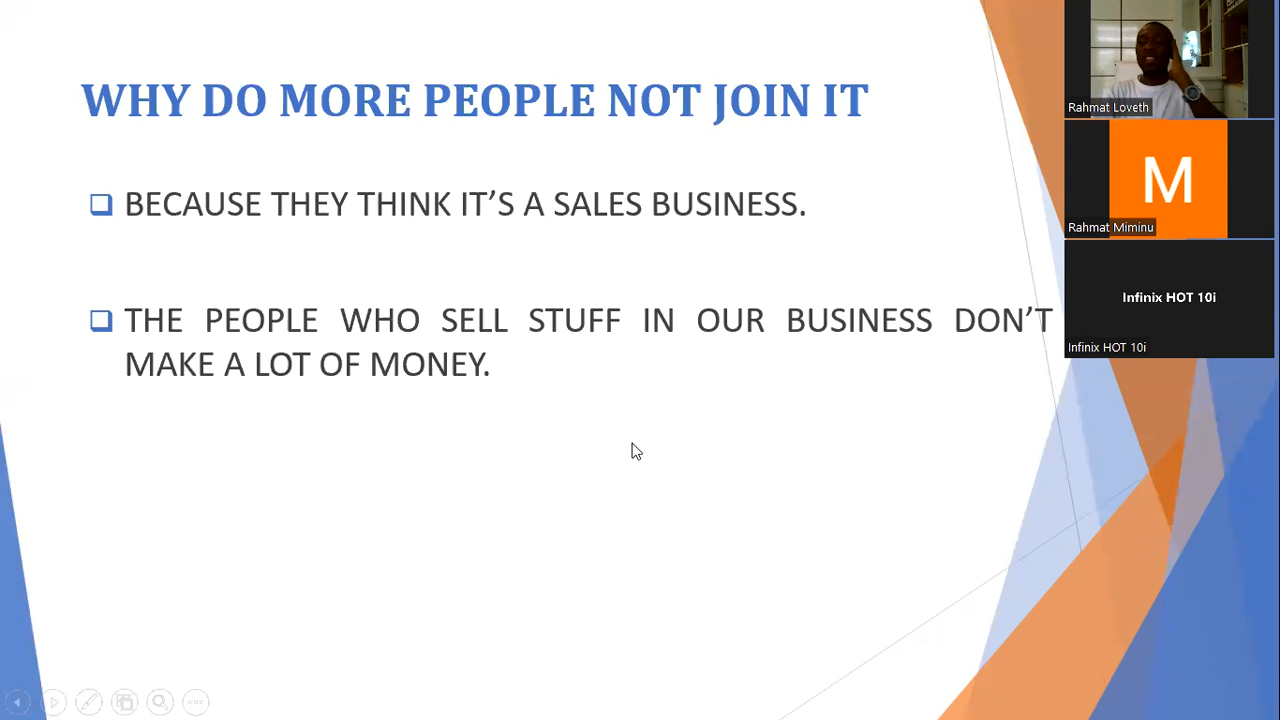 WHY DO MORE PEOPLE NOT JOIN IT
BECAUSE THEY THINK IT’S A SALES BUSINESS.
THE PEOPLE WHO SELL STUFF IN OUR BUSINESS DON’T
MAKE A LOT OF MONEY.
Rahmat Loveth
M
Rahmat Miminu
Infinix HOT 10i
Infinix HOT 10i